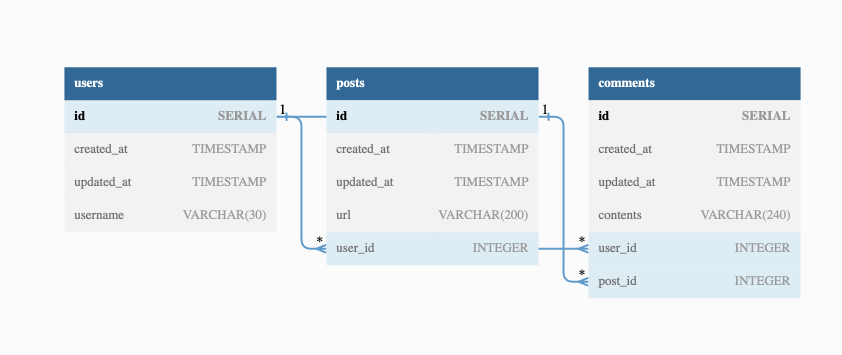 users
id SERIAL
created_at TIMESTAMP
updated_at TIMESTAMP
username VARCHAR(30)
1
*
posts
id SERIAL
created_at TIMESTAMP
updated_at TIMESTAMP
url VARCHAR(200)
user_id INTEGER
1
*
*
comments
id SERIAL
created_at TIMESTAMP
updated_at TIMESTAMP
contents VARCHAR(240)
user_id INTEGER
post_id INTEGER